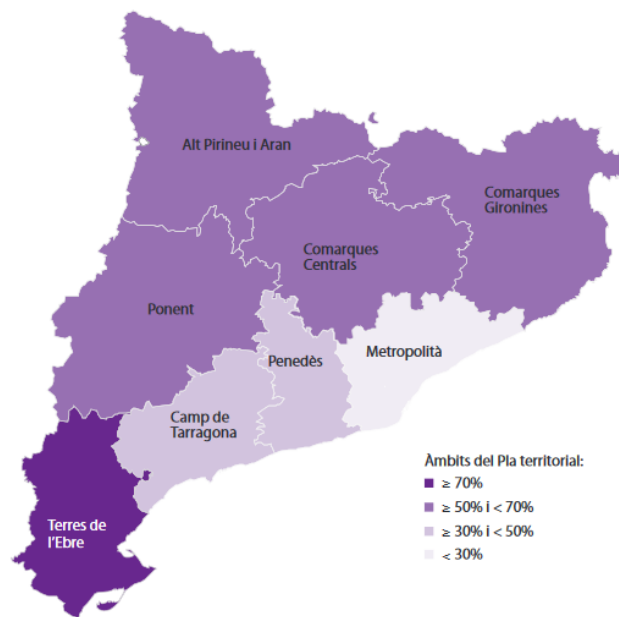 Alt Pirineu i Aran
Comarques
Gironines
Comarques
Centrals
Ponent
Metropolità
Penedès
Camp de
Tarragona
Terres de
l'Ebre
Àmbits del Pla territorial:
≥ 70%
≥ 50% i < 70%
≥ 30% i < 50%
< 30%